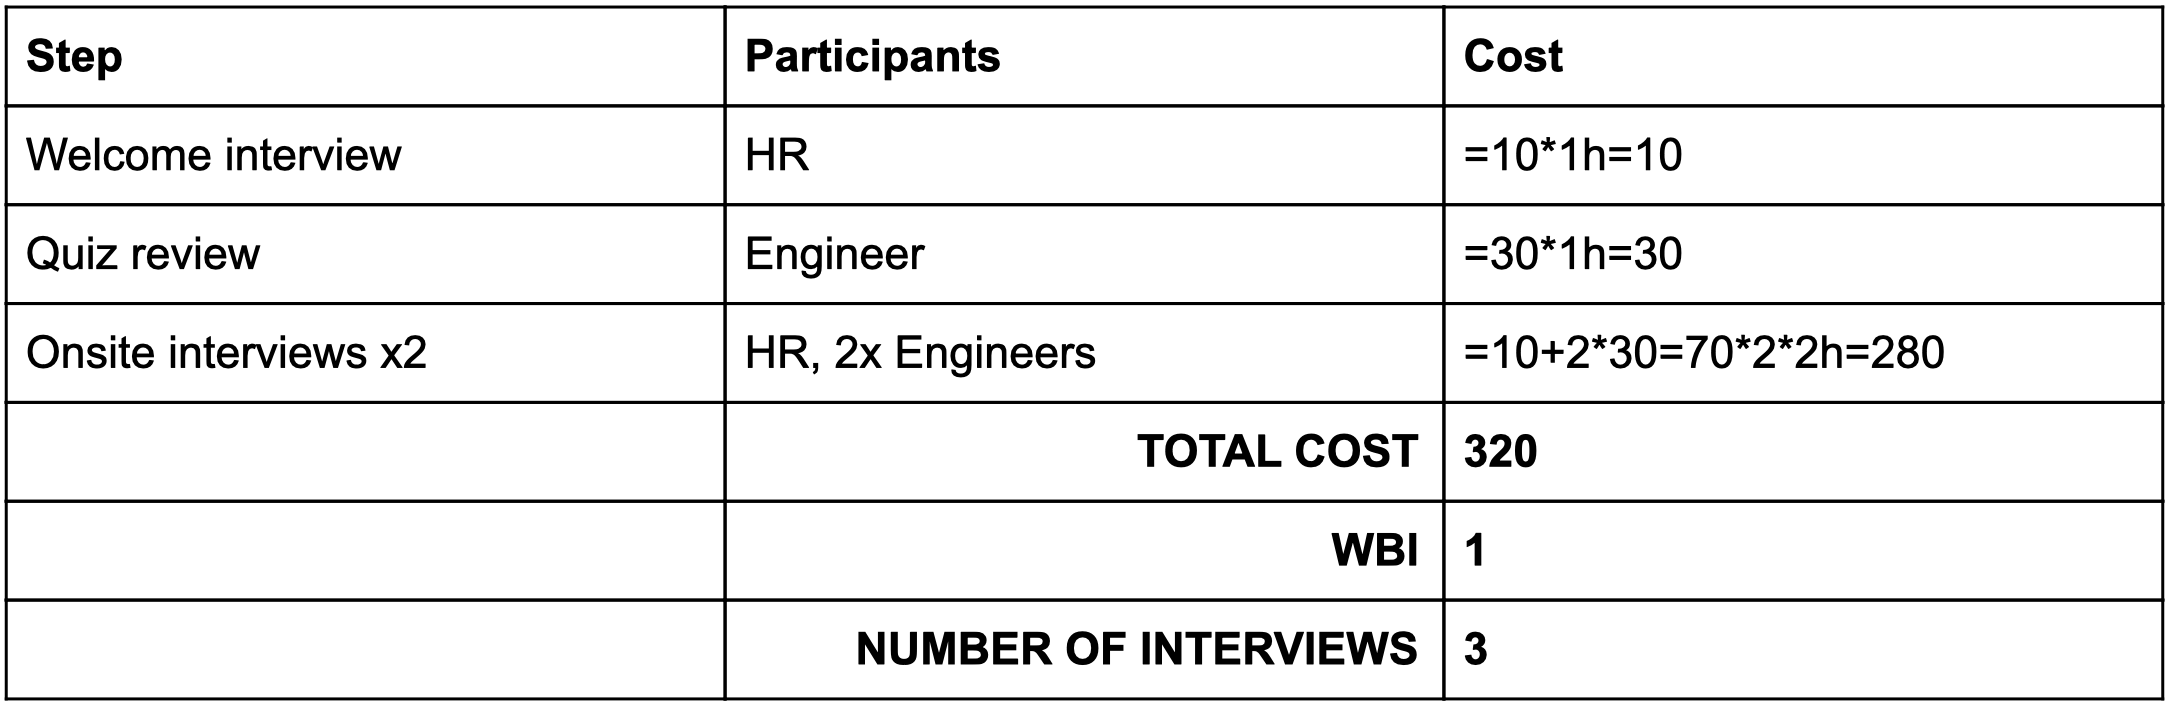 Step Participants Cost
Welcome interview HR =10*1h=10
Quiz review Engineer =30*1h=30
Onsite interviews x2 HR, 2x Engineers =10+2*30=70*2*2h=280
TOTAL COST 320
WBI 1
NUMBER OF INTERVIEWS 3